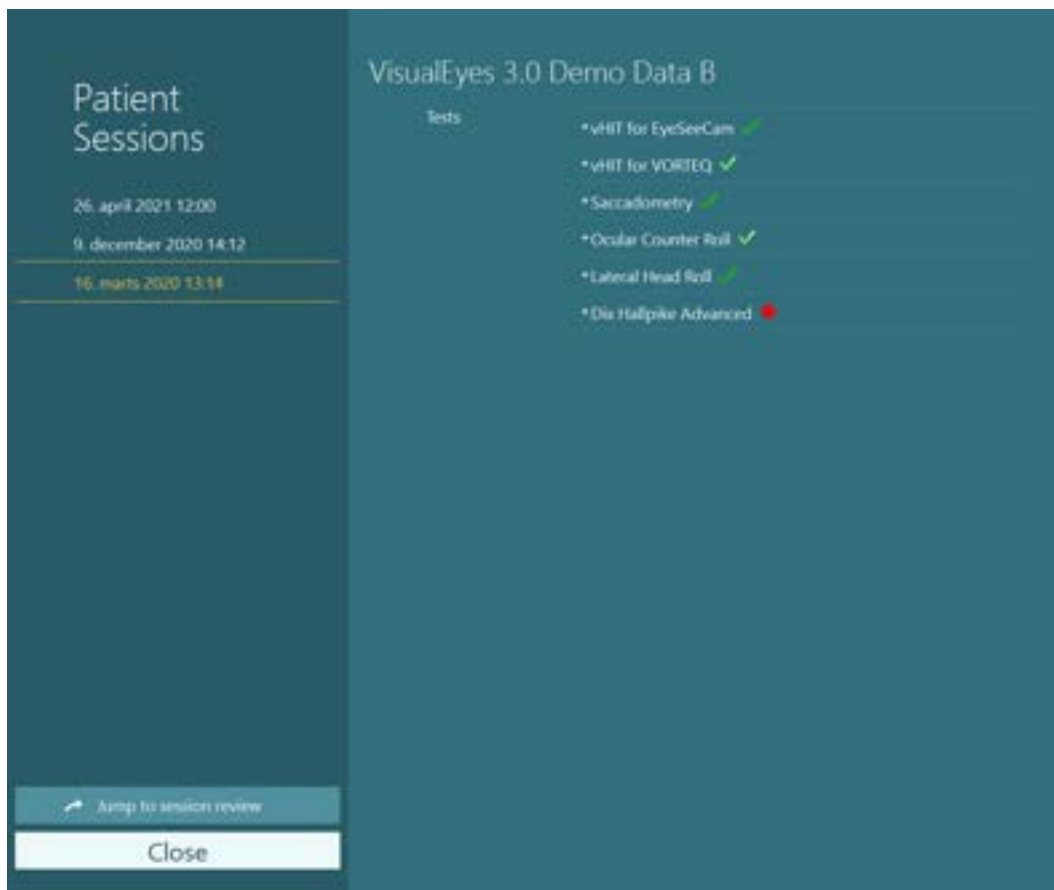 Patient
Sessions
26. april 2021 12:00
9. december 2020 14:12
16. marts 2020 13:14
Jump to session review
Close
VisualEyes 3.0 Demo Data B
Tests
*vHIT for EyeSeeCam
*vHIT for VORTEQ
*Saccadometry
*Ocular Counter Roll
*Lateral Head Roll
*Dix Hallpike Advanced